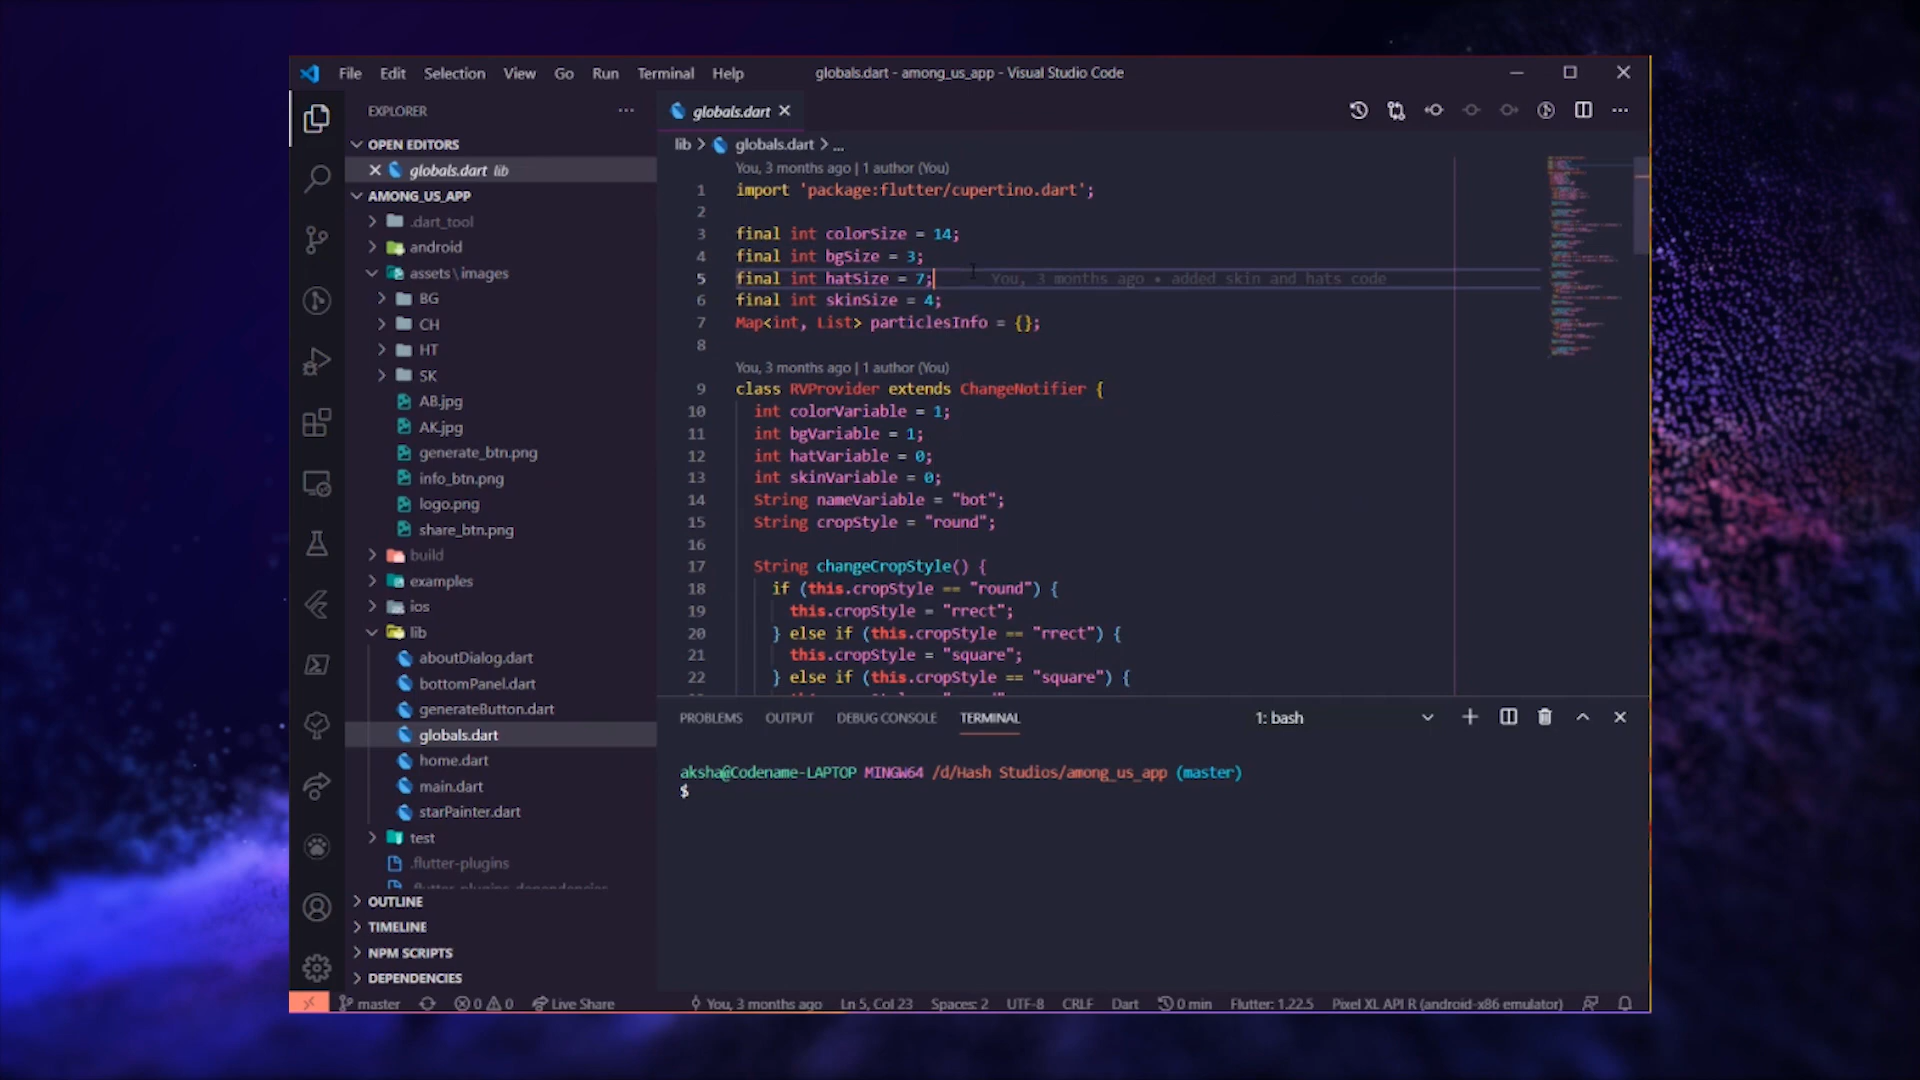 File Edit Selection View Go Run Terminal Help
globals.dart - among_us_app - Visual Studio Code
EXPLORER
OPEN EDITORS
globals.dart lib
AMONG_US_APP
.dart_tool
android
assets\images
BG
CH
HT
SK
AB.jpg
AK.jpg
generate_btn.png
info_btn.png
logo.png
share_btn.png
build
examples
ios
lib
aboutDialog.dart
bottomPanel.dart
generateButton.dart
globals.dart
home.dart
main.dart
starPainter.dart
test
.flutter-plugins
.flutter-plugins-dependencies
OUTLINE
TIMELINE
NPM SCRIPTS
DEPENDENCIES
globals.dart
lib > globals.dart > ...
You, 3 months ago | 1 author (You)
1 import 'package:flutter/cupertino.dart';
2
3 final int colorSize = 14;
4 final int bgSize = 3;
5 final int hatSize = 7; You, 3 months ago • added skin and hats code
6 final int skinSize = 4;
7 Map<int, List> particlesInfo = {};
8
You, 3 months ago | 1 author (You)
9 class RVProvider extends ChangeNotifier {
10 int colorVariable = 1;
11 int bgVariable = 1;
12 int hatVariable = 0;
13 int skinVariable = 0;
14 String nameVariable = "bot";
15 String cropStyle = "round";
16
17 String changeCropStyle() {
18 if (this.cropStyle == "round") {
19 this.cropStyle = "rrect";
20 } else if (this.cropStyle == "rrect") {
21 this.cropStyle = "square";
22 } else if (this.cropStyle == "square") {
PROBLEMS OUTPUT DEBUG CONSOLE TERMINAL 1: bash
aksha@Codename-LAPTOP MINGW64 /d/Hash Studios/among_us_app (master)
$
master 0 0 Live Share You, 3 months ago Ln 5, Col 23 Spaces: 2 UTF-8 CRLF Dart 0 min Flutter: 1.22.5 Pixel XL API R (android-x86 emulator)